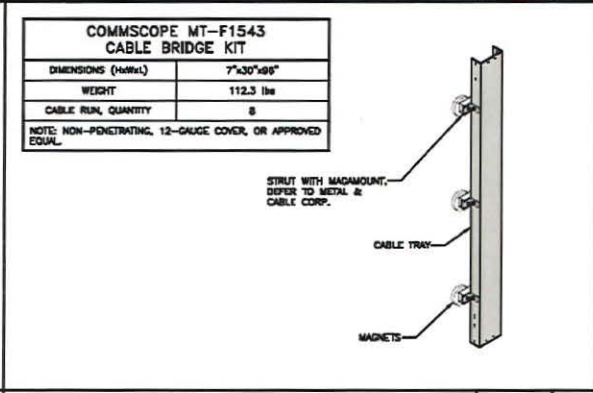 COMMSCOPE MT-F1543
CABLE BRIDGE KIT
DIMENSIONS (HxWxL) 7"x30"x96"
WEIGHT 112.3 lbs
CABLE RUN, QUANTITY 8
NOTE: NON-PENETRATING, 12-GAUGE COVER, OR APPROVED
EQUAL.
STRUT WITH MAGAMOUNT,
DEFER TO METAL &
CABLE CORP.
CABLE TRAY
MAGNETS